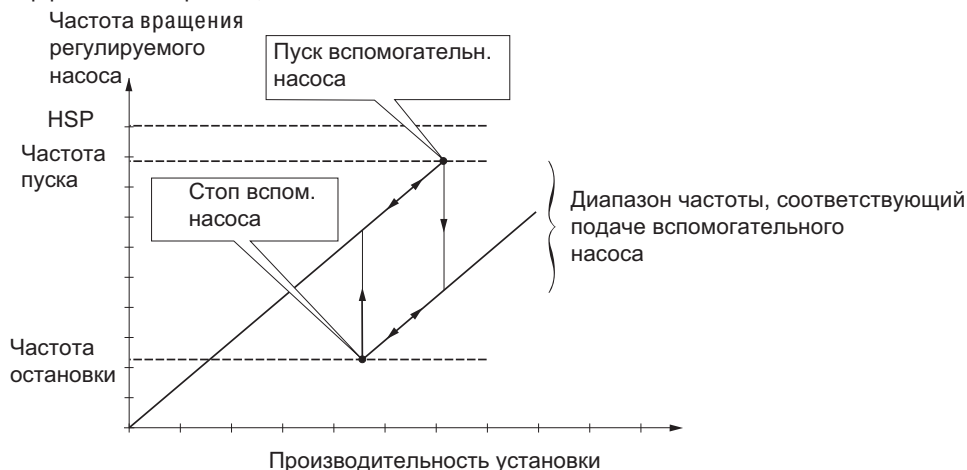 Частота вращения
регулируемого
насоса
Пуск вспомогательн.
насоса
HSP
Частота
пуска
Стоп вспом.
насоса
Диапазон частоты, соответствующий
подаче вспомогательного
насоса
Частота
остановки
Производительность установки